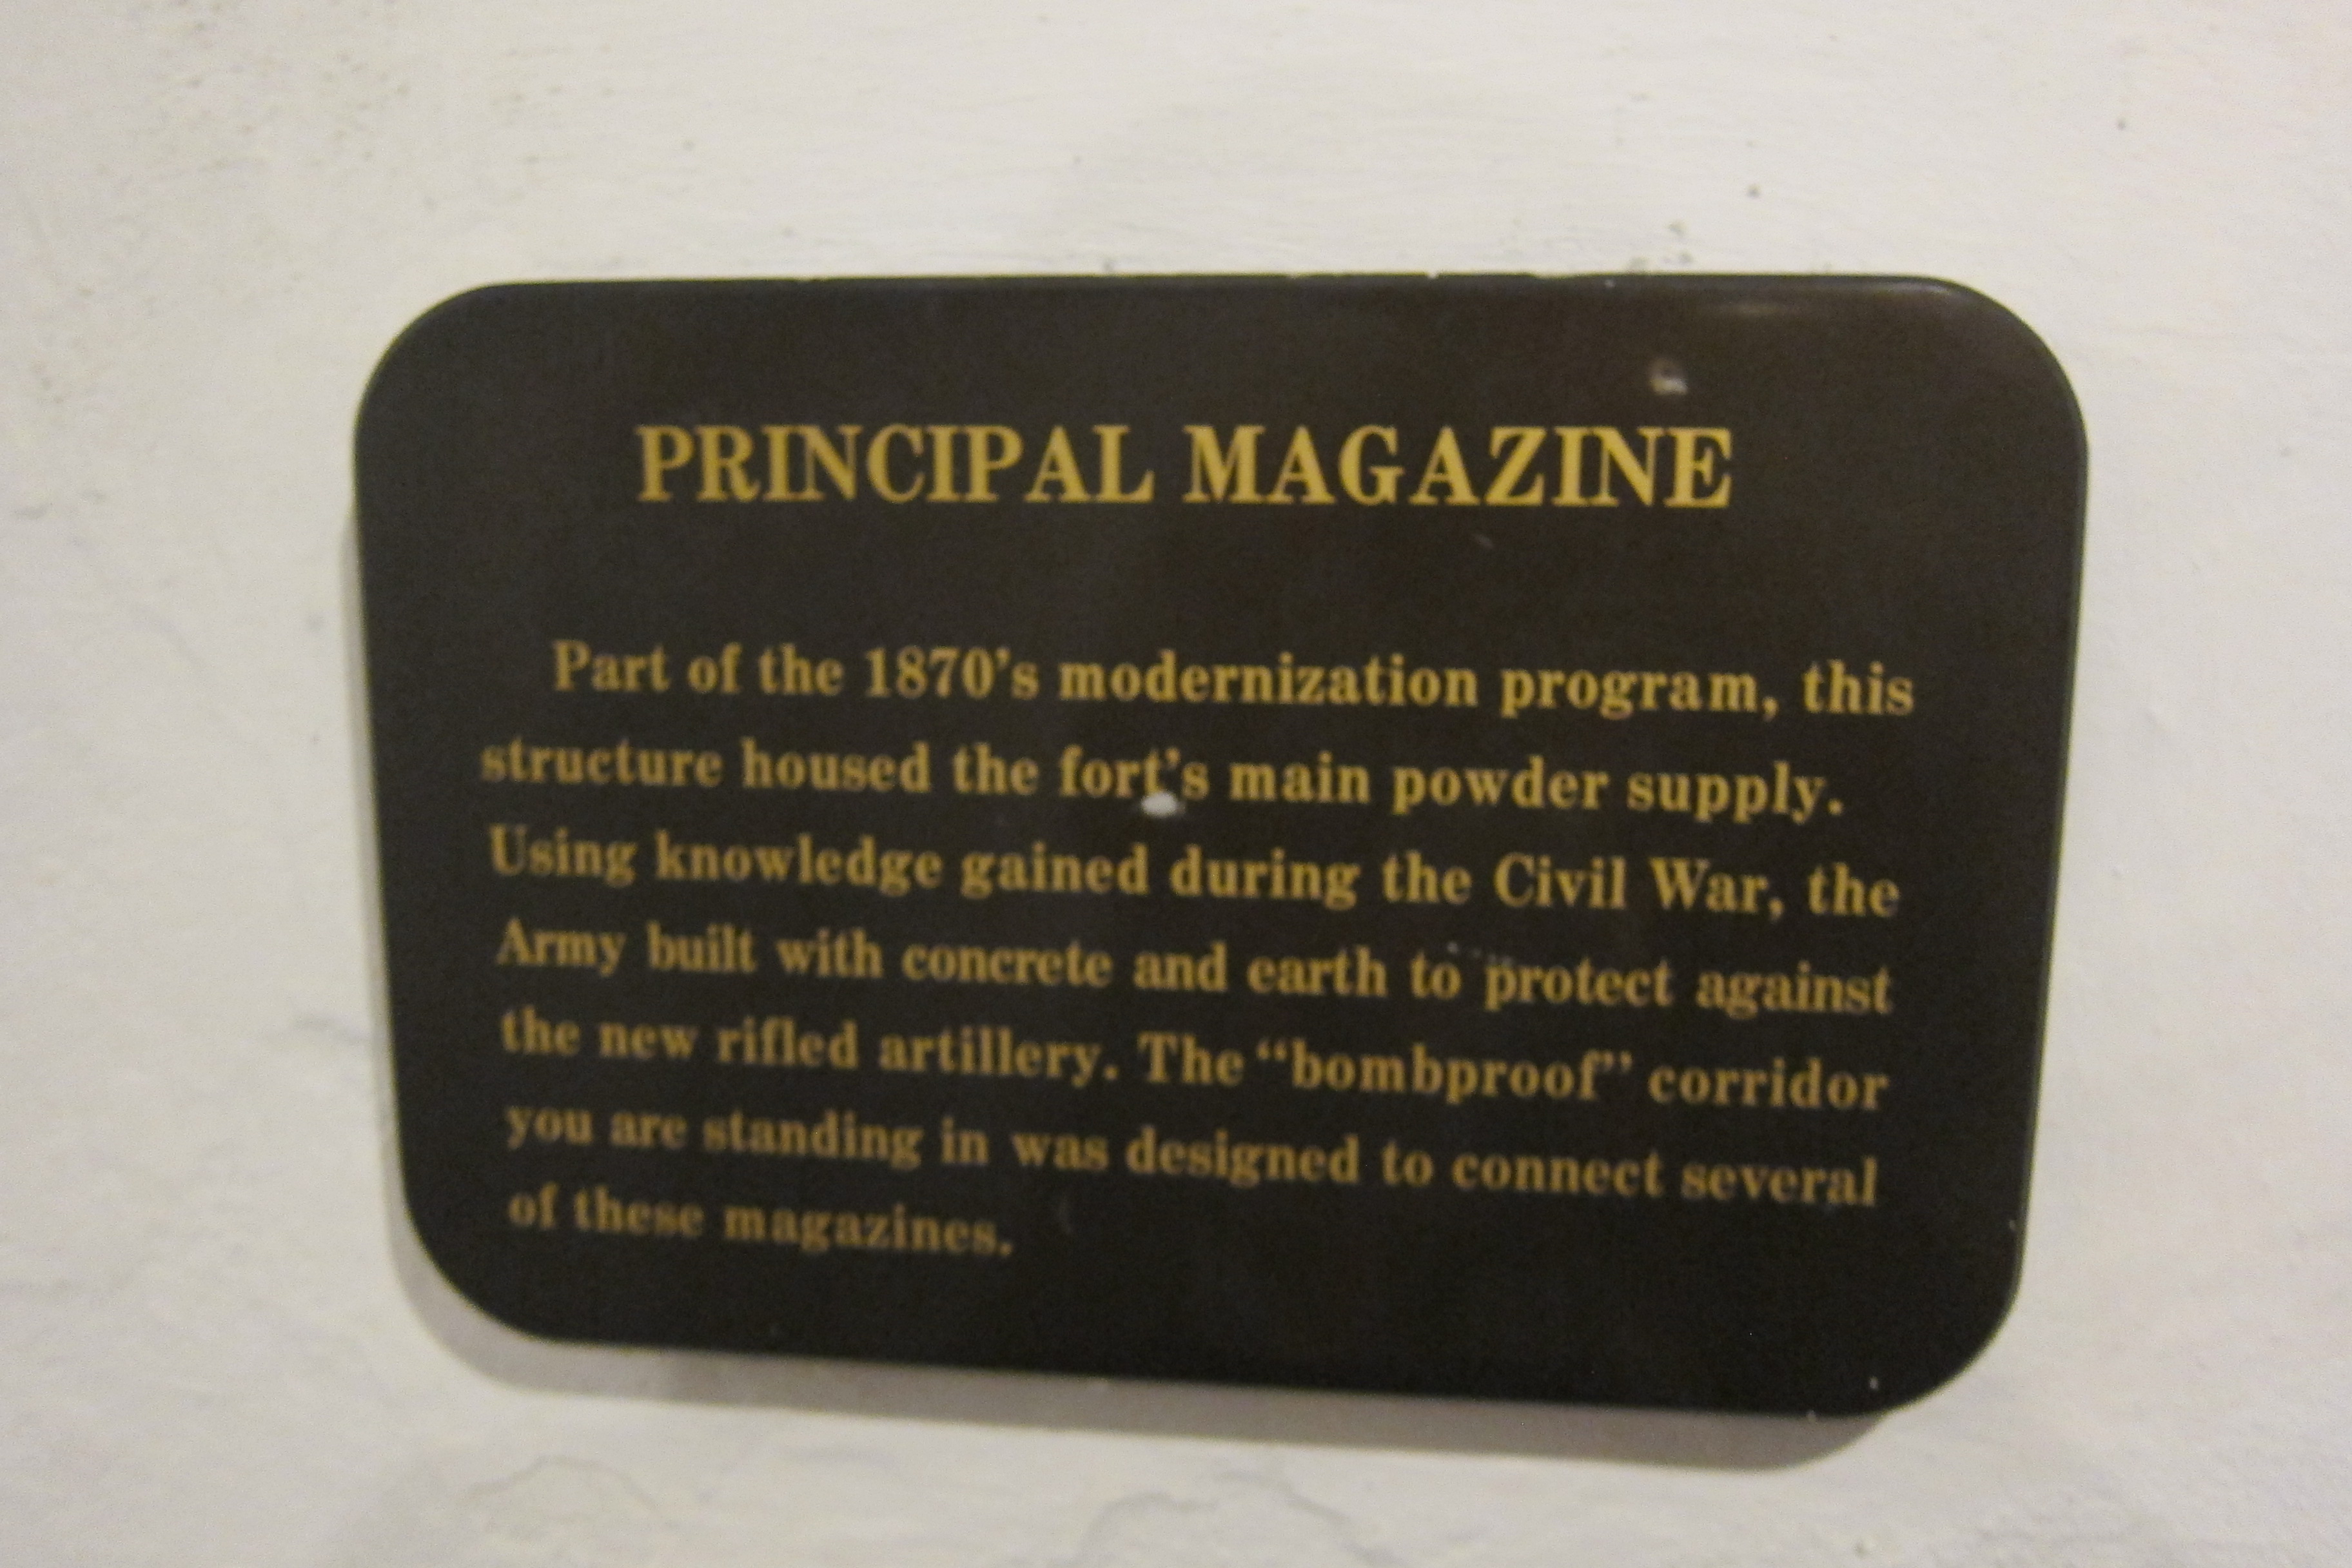 PRINCIPAL MAGAZINE
Part of the 1870's modernization program, this
structure housed the fort's main powder supply.
Using knowledge gained during the Civil War, the
Army built with concrete and earth to protect against
the new rifled artillery. The “bombproof” corridor
you are standing in was designed to connect several
of these magazines.